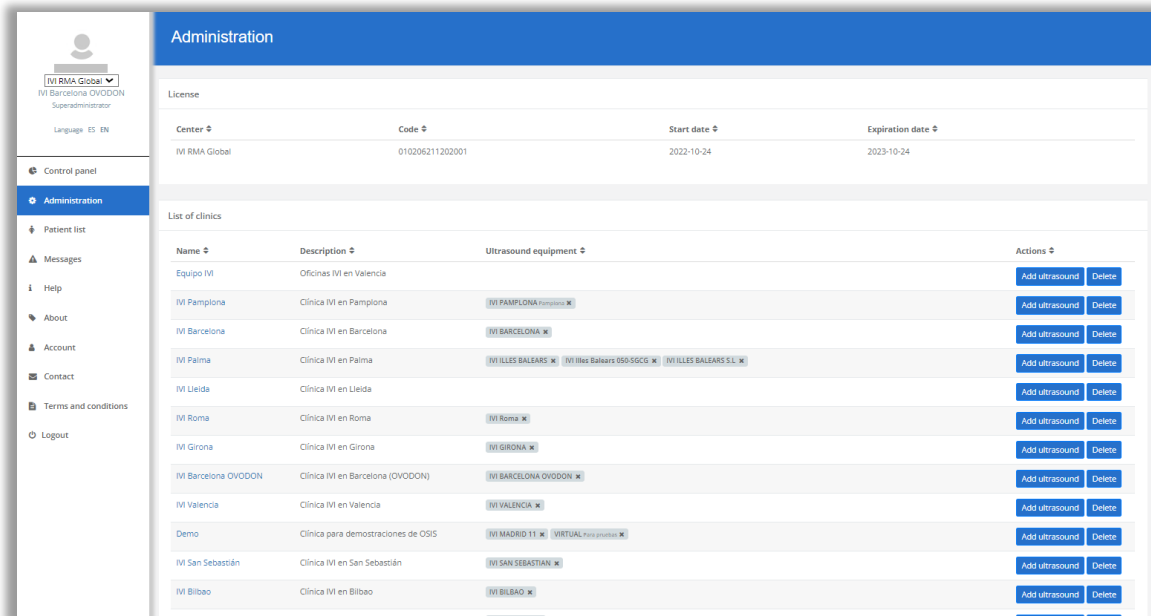 Administration
IVI RMA Global
IVI Barcelona OVODON
Superadministrator
Language ES EN
Control panel
Administration
Patient list
Messages
Help
About
Account
Contact
Terms and conditions
Logout
License
Center Code Start date Expiration date
IVI RMA Global 010206211202001 2022-10-24 2023-10-24
List of clinics
Name Description Ultrasound equipment Actions
Equipo IVI Oficinas IVI en Valencia Add ultrasound Delete
IVI Pamplona Clínica IVI en Pamplona IVI PAMPLONA Pamplona Add ultrasound Delete
IVI Barcelona Clínica IVI en Barcelona IVI BARCELONA Add ultrasound Delete
IVI Palma Clínica IVI en Palma IVI ILLES BALEARS IVI Illes Balears 050-SGCG IVI ILLES BALEARS S.L Add ultrasound Delete
IVI Lleida Clínica IVI en Lleida Add ultrasound Delete
IVI Roma Clínica IVI en Roma IVI Roma Add ultrasound Delete
IVI Girona Clínica IVI en Girona IVI GIRONA Add ultrasound Delete
IVI Barcelona OVODON Clínica IVI en Barcelona (OVODON) IVI BARCELONA OVODON Add ultrasound Delete
IVI Valencia Clínica IVI en Valencia IVI VALENCIA Add ultrasound Delete
Demo Clínica para demostraciones de OSIS IVI MADRID 11 VIRTUAL Para pruebas Add ultrasound Delete
IVI San Sebastián Clínica IVI en San Sebastián IVI SAN SEBASTIAN Add ultrasound Delete
IVI Bilbao Clínica IVI en Bilbao IVI BILBAO Add ultrasound Delete